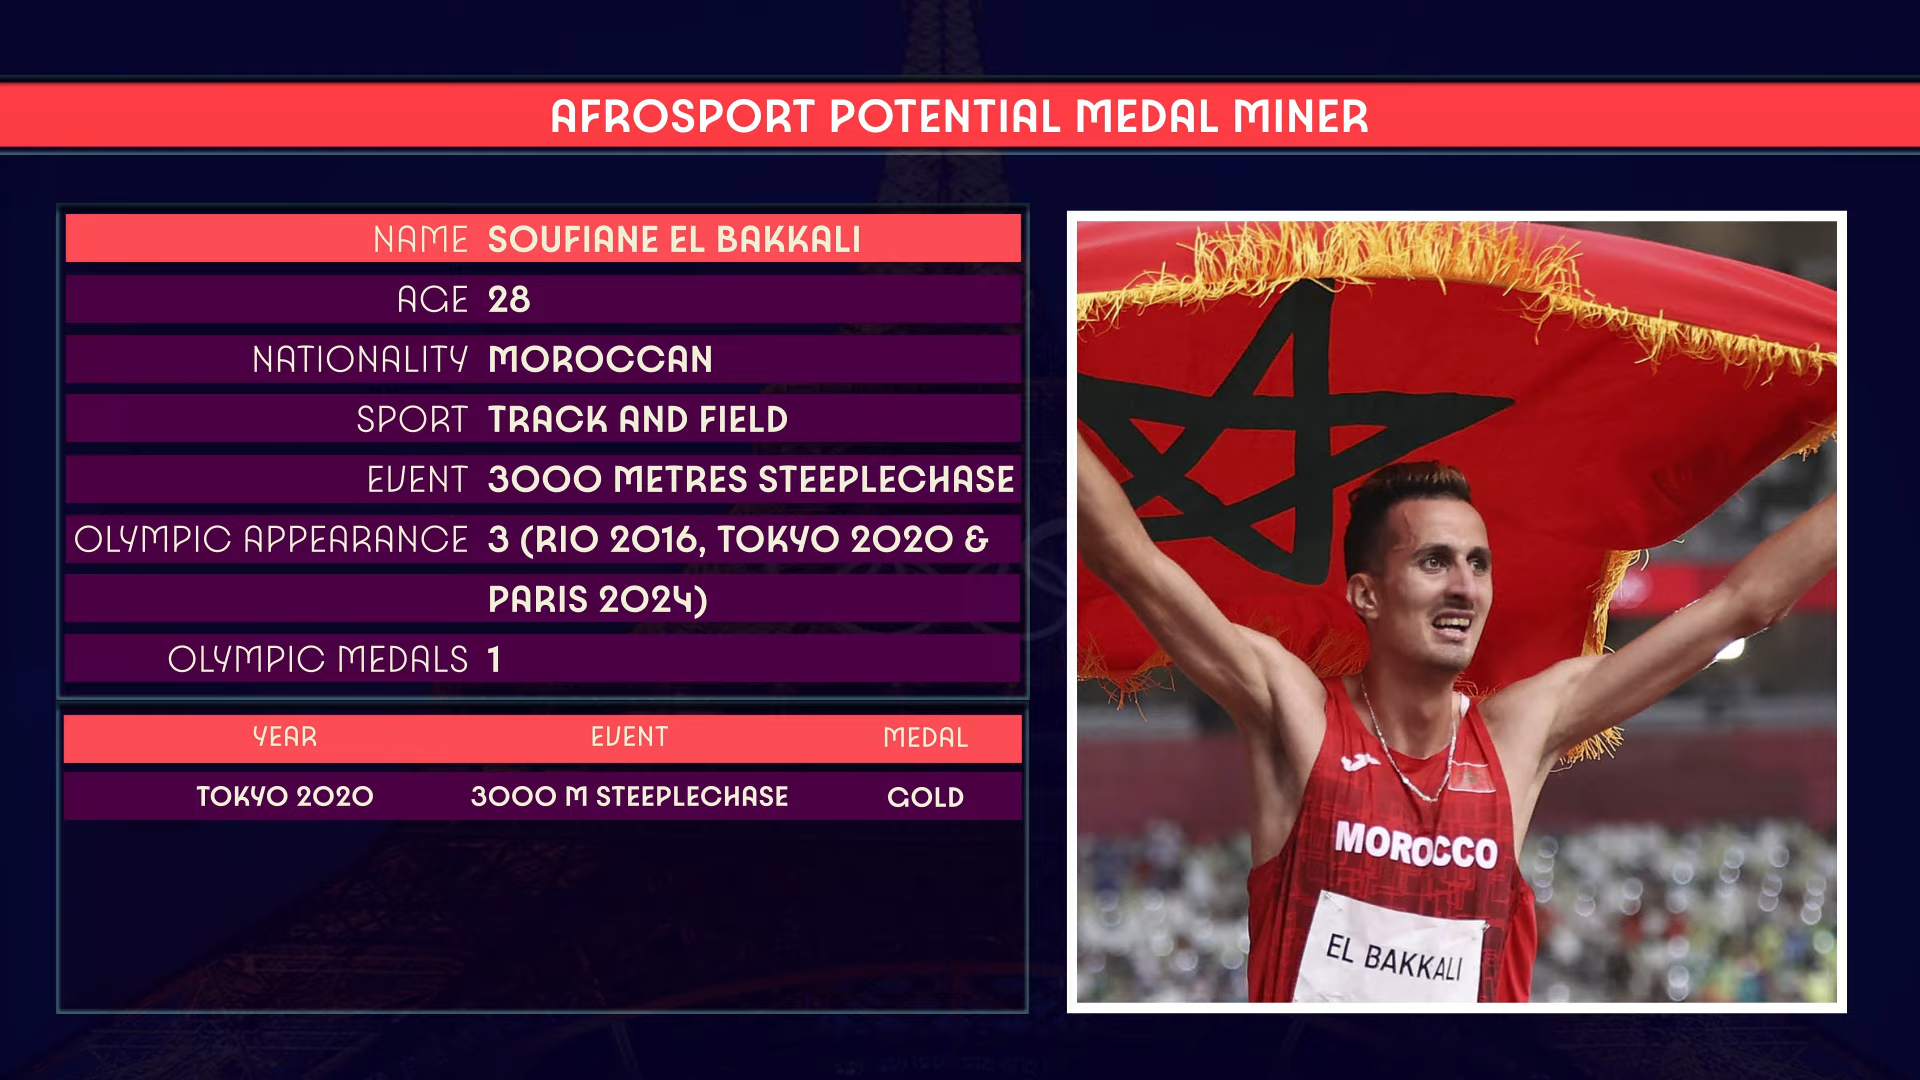 AFROSPORT POTENTIAL MEDAL MINER
NAME SOUFIANE EL BAKKALI
AGE 28
NATIONALITY MOROCCAN
SPORT TRACK AND FIELD
EVENT 3000 METRES STEEPLECHASE
OLYMPIC APPEARANCE 3 (RIO 2016, TOKYO 2020 &
PARIS 2024)
OLYMPIC MEDALS 1
YEAR EVENT MEDAL
TOKYO 2020 3000 M STEEPLECHASE GOLD
MOROCCO
EL BAKKALI